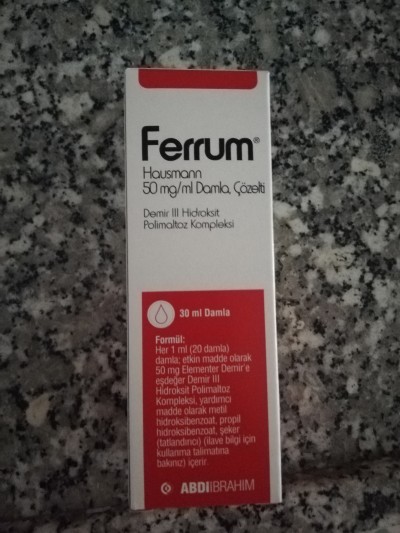 Ferrum®
Hausmann
50 mg/ml Damla, Çözelti
Demir III Hidroksit
Polimaltoz Kompleksi
30 ml Damla
Formül:
Her 1 ml (20 damla)
damla; etkin madde olarak
50 mg Elementer Demir'e
eşdeğer Demir III
Hidroksit Polimaltoz
Kompleksi, yardımcı
madde olarak metil
hidroksibenzoat, propil
hidroksibenzoat, şeker
(tatlandırıcı) (ilave bilgi için
kullanma talimatına
bakınız) içerir.
ABDİİBRAHİM